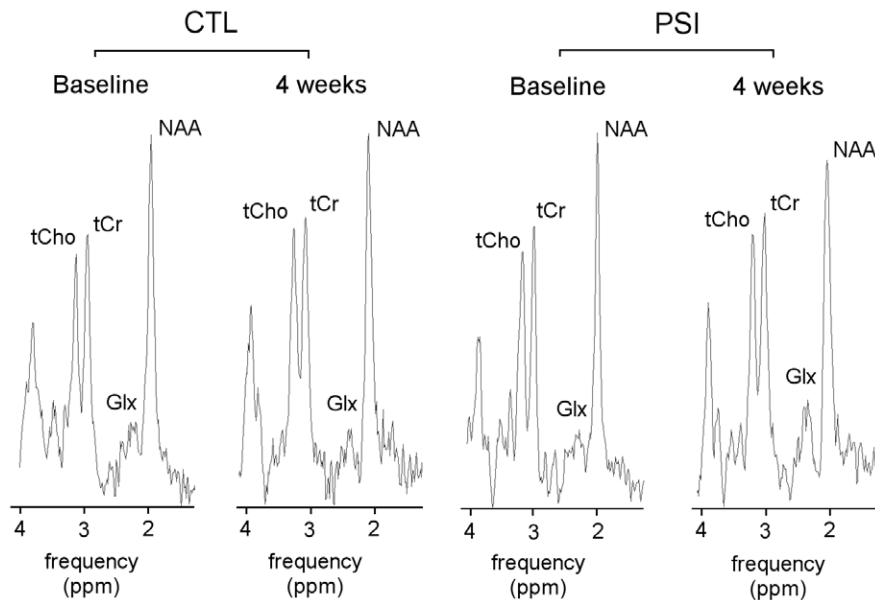 CTL
PSI
Baseline
4 weeks
Baseline
4 weeks
NAA
tCho
tCr
Glx
NAA
tCho
tCr
Glx
NAA
tCho
tCr
Glx
NAA
tCho
tCr
Glx
4 3 2
4 3 2
4 3 2
4 3 2
frequency
(ppm)
frequency
(ppm)
frequency
(ppm)
frequency
(ppm)